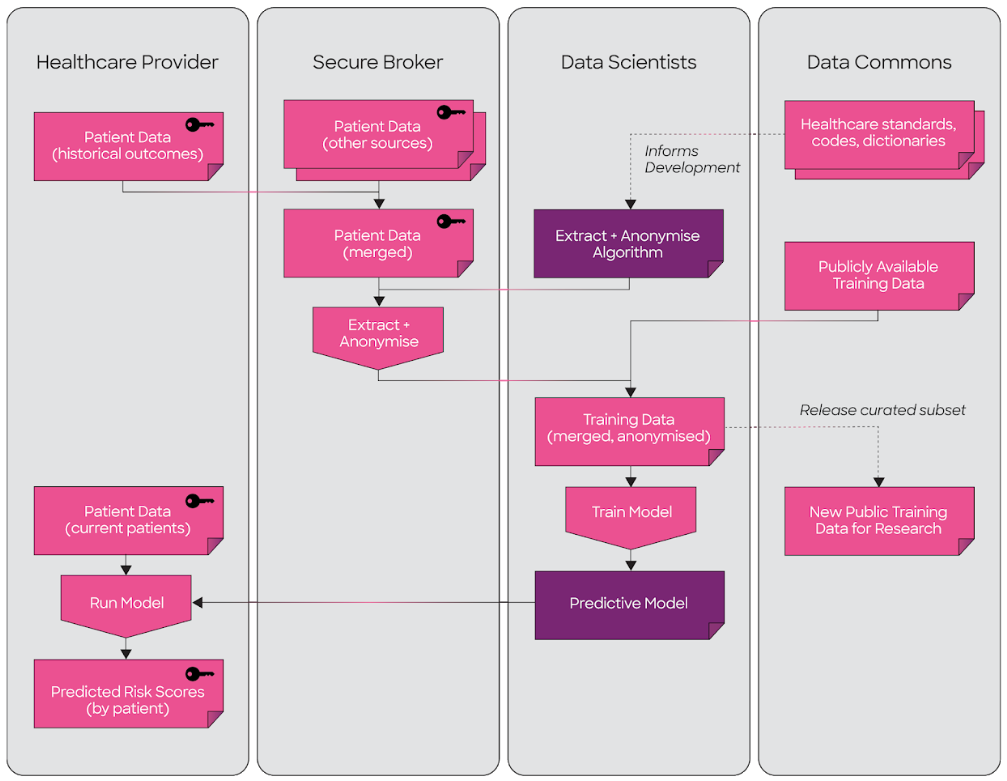 Healthcare Provider
Secure Broker
Data Scientists
Data Commons
Patient Data
(historical outcomes)
Patient Data
(other sources)
Healthcare standards,
codes, dictionaries
Informs
Development
Patient Data
(merged)
Extract + Anonymise
Algorithm
Publicly Available
Training Data
Extract +
Anonymise
Training Data
(merged, anonymised)
Release curated subset
Patient Data
(current patients)
Train Model
New Public Training
Data for Research
Run Model
Predictive Model
Predicted Risk Scores
(by patient)